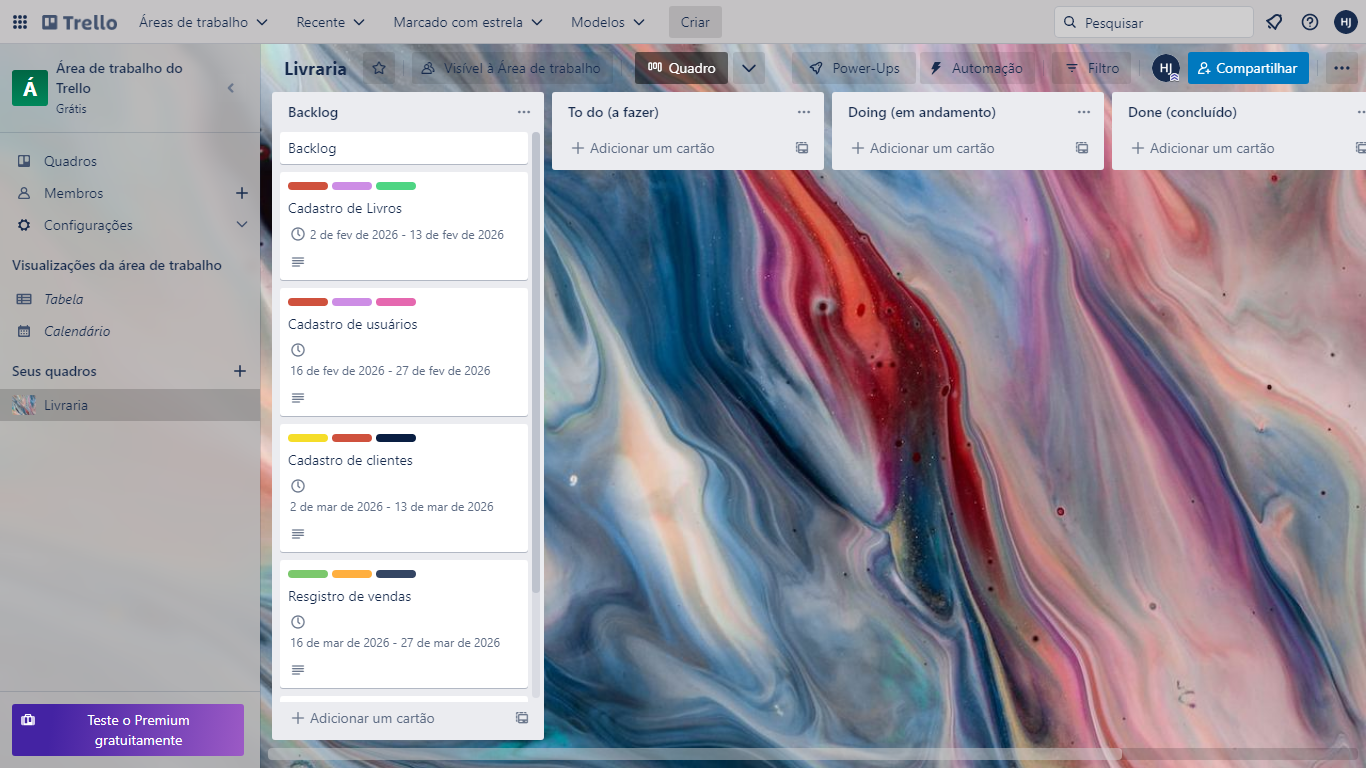 Trello
Áreas de trabalho
Recente
Marcado com estrela
Modelos
Criar
Pesquisar
HJ
Á
Área de trabalho do
Trello
Grátis
Quadros
Membros
Configurações
Visualizações da área de trabalho
Tabela
Calendário
Seus quadros
Livraria
Teste o Premium
gratuitamente
Livraria
Visível à Área de trabalho
Quadro
Power-Ups
Automação
Filtro
HJ
Compartilhar
Backlog
Backlog
Cadastro de Livros
2 de fev de 2026 - 13 de fev de 2026
Cadastro de usuários
16 de fev de 2026 - 27 de fev de 2026
Cadastro de clientes
2 de mar de 2026 - 13 de mar de 2026
Resgistro de vendas
16 de mar de 2026 - 27 de mar de 2026
Adicionar um cartão
To do (a fazer)
Adicionar um cartão
Doing (em andamento)
Adicionar um cartão
Done (concluído)
Adicionar um cartão